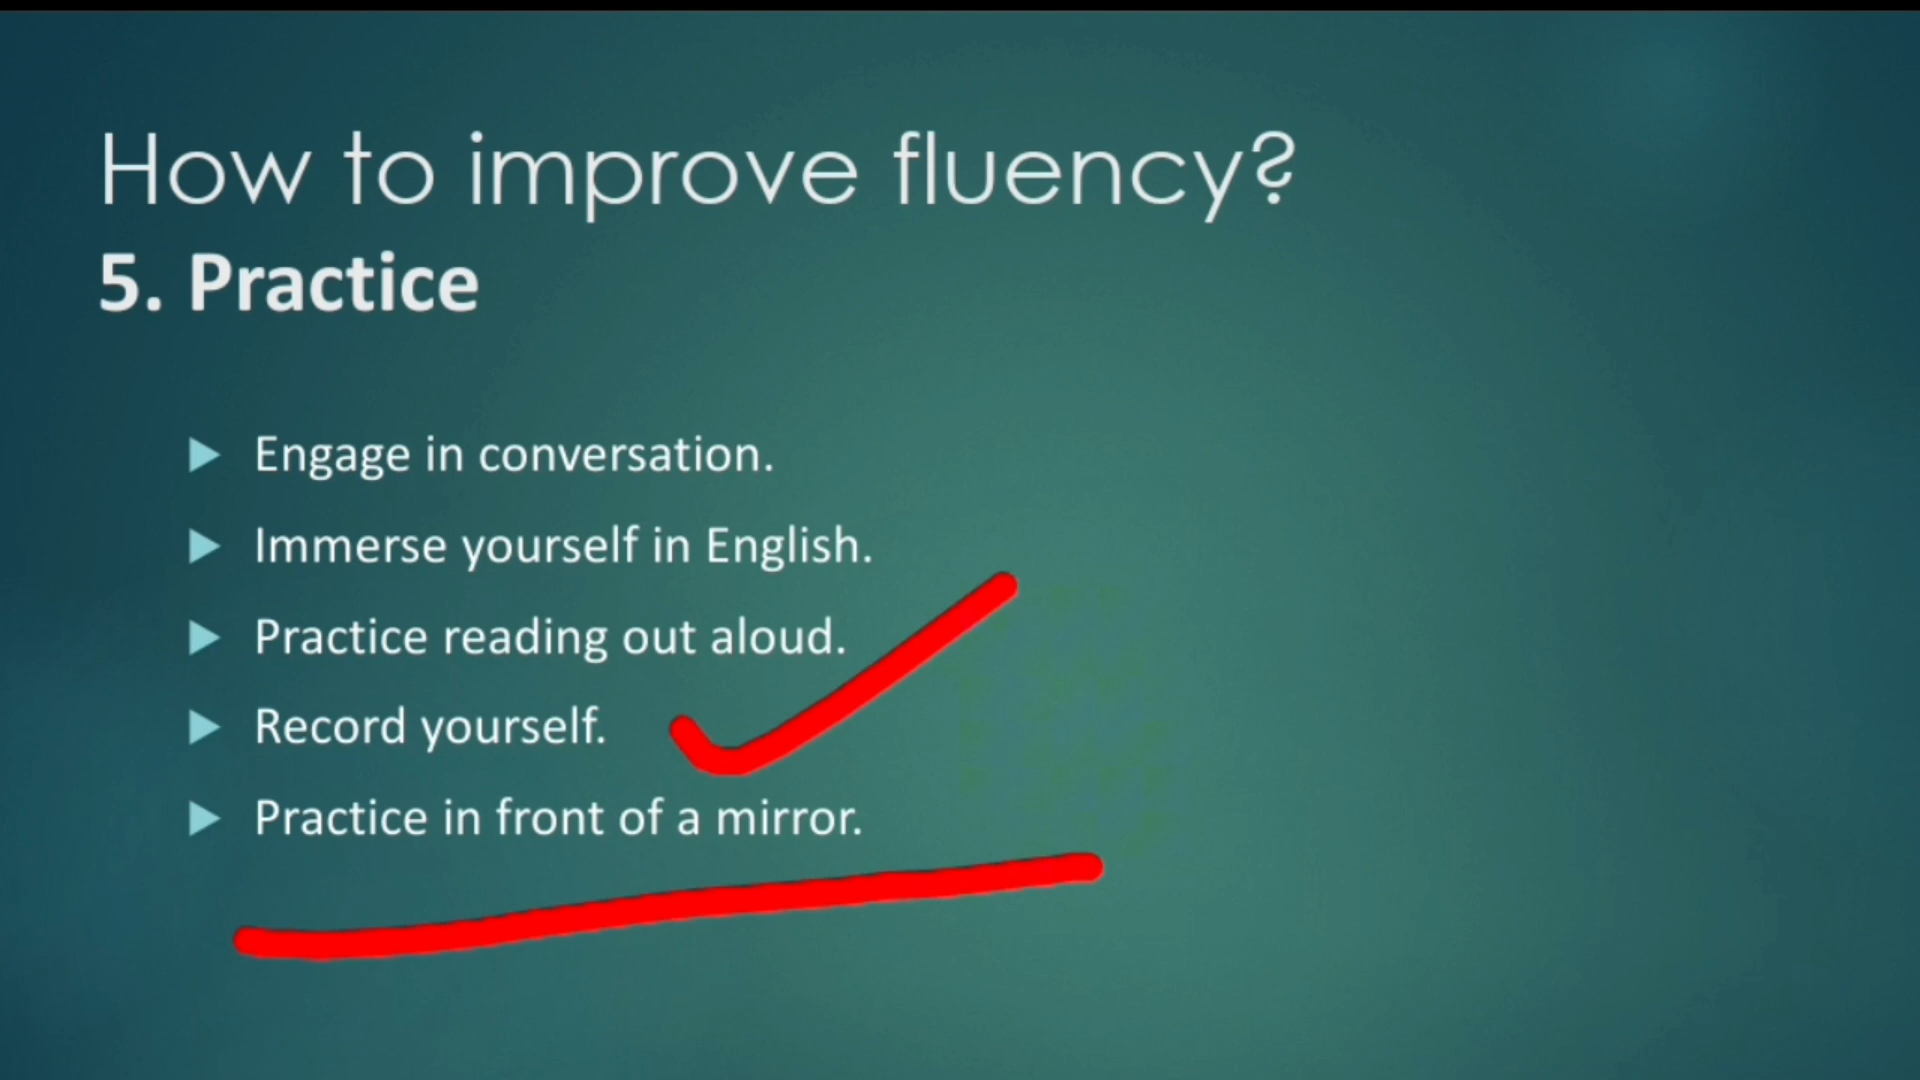 How to improve fluency?
5. Practice
Engage in conversation.
Immerse yourself in English.
Practice reading out aloud.
Record yourself.
Practice in front of a mirror.